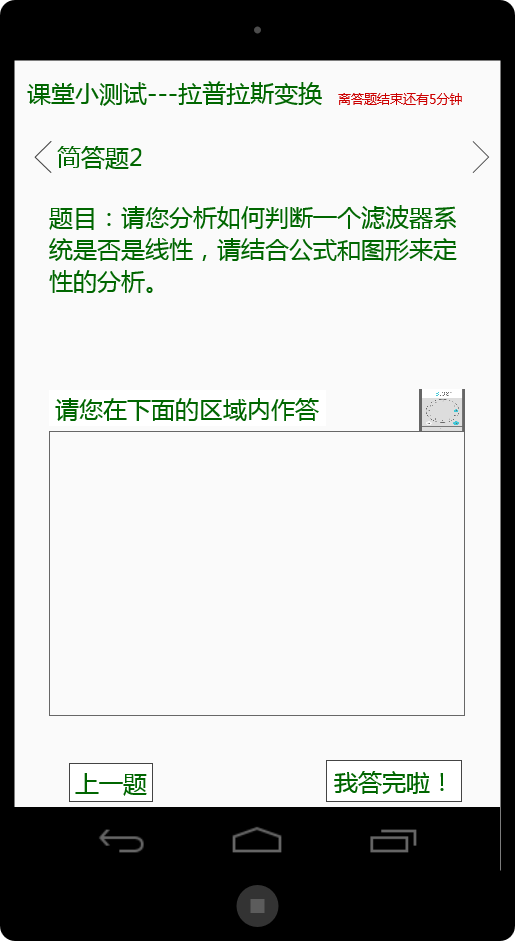 课堂小测试---拉普拉斯变换
离答题结束还有5分钟
简答题2
题目：请您分析如何判断一个滤波器系
统是否是线性，请结合公式和图形来定
性的分析。
请您在下面的区域内作答
上一题
我答完啦！